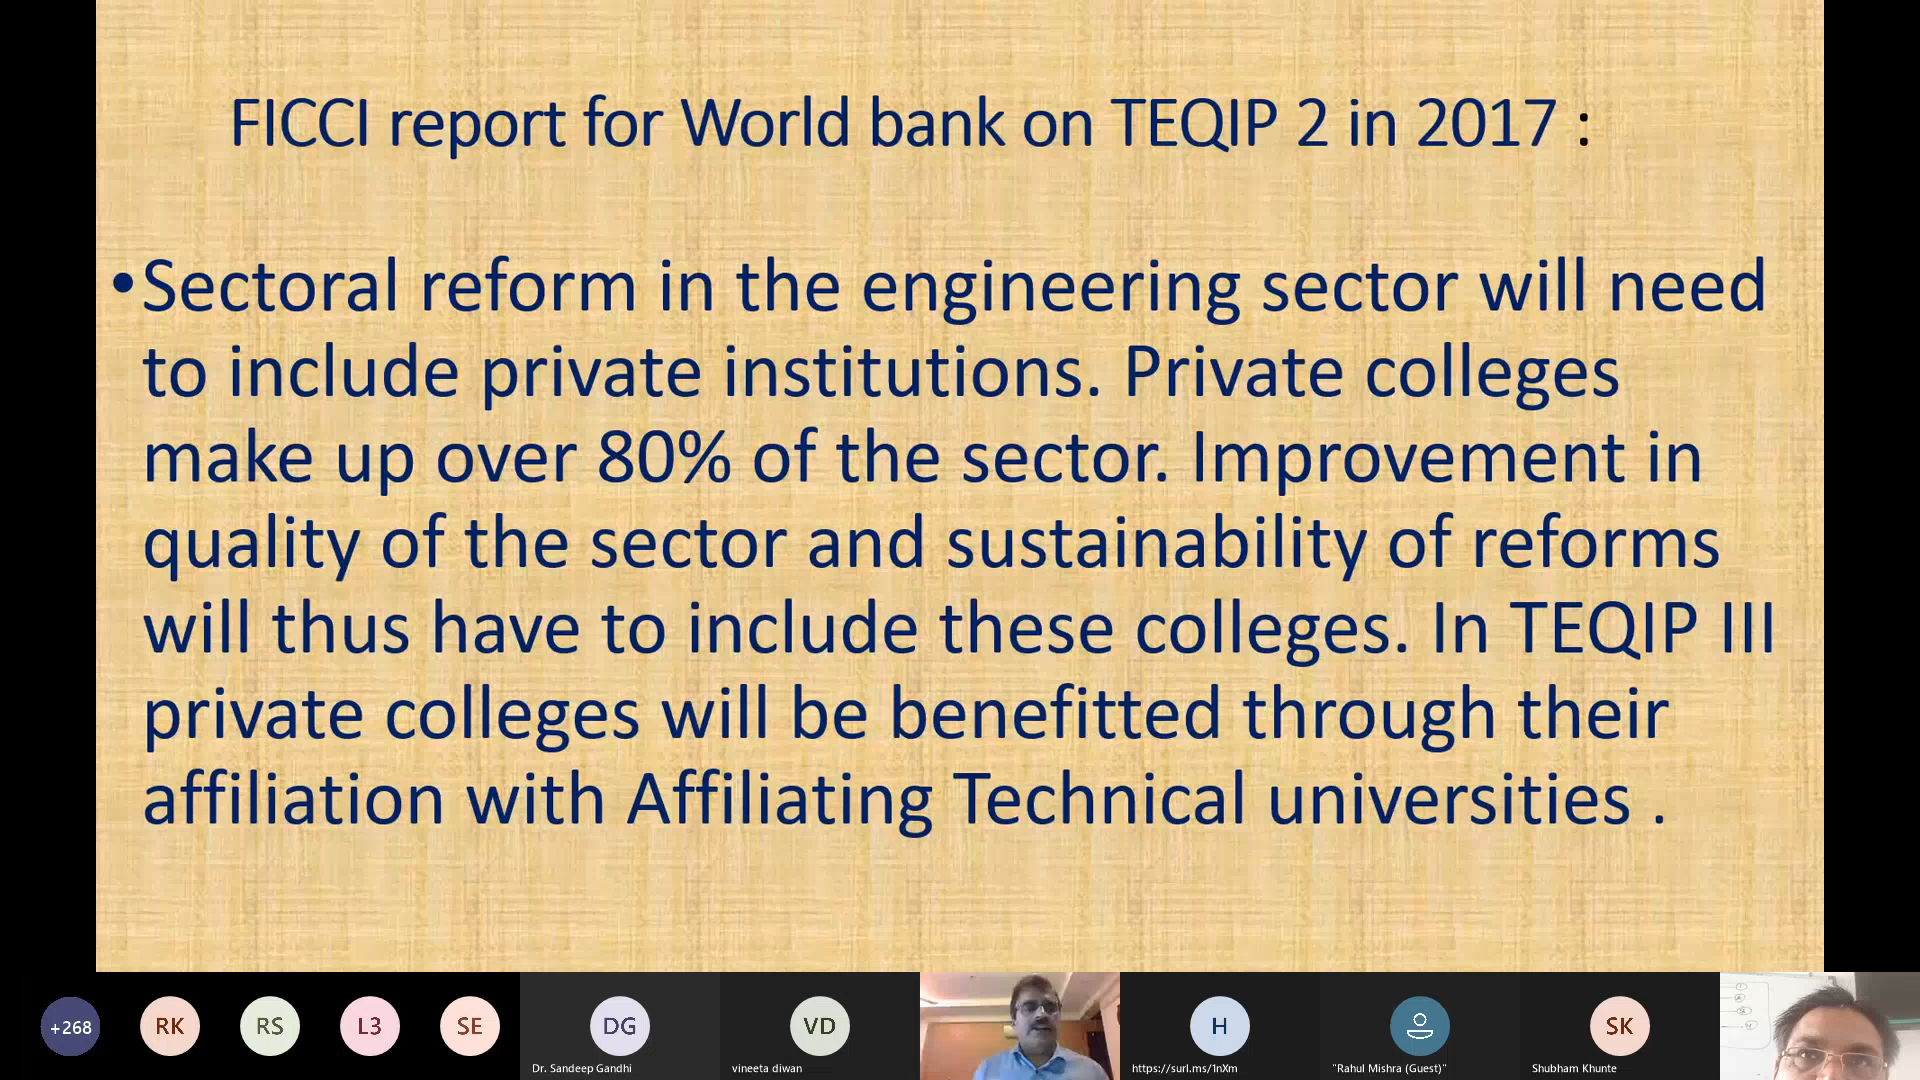 FICCI report for World bank on TEQIP 2 in 2017 :
•Sectoral reform in the engineering sector will need
to include private institutions. Private colleges
make up over 80% of the sector. Improvement in
quality of the sector and sustainability of reforms
will thus have to include these colleges. In TEQIP III
private colleges will be benefitted through their
affiliation with Affiliating Technical universities .
+268
RK
RS
L3
SE
DG
VD
H
SK
Dr. Sandeep Gandhi
vineeta diwan
https://surl.ms/1nXm
"Rahul Mishra (Guest)"
Shubham Khunte